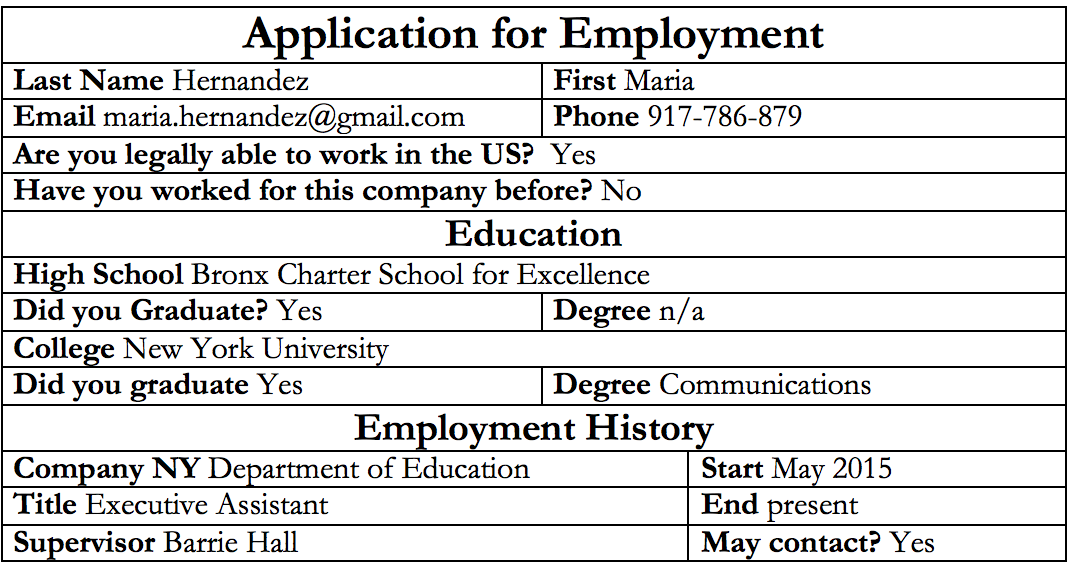 Application for Employment
Last Name Hernandez First Maria
Email maria.hernandez@gmail.com Phone 917-786-879
Are you legally able to work in the US? Yes
Have you worked for this company before? No
Education
High School Bronx Charter School for Excellence
Did you Graduate? Yes Degree n/a
College New York University
Did you graduate Yes Degree Communications
Employment History
Company NY Department of Education Start May 2015
Title Executive Assistant End present
Supervisor Barrie Hall May contact? Yes